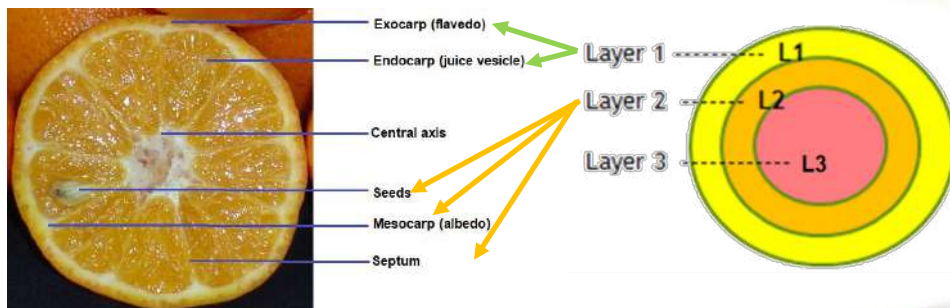 Exocarp (flavedo)
Endocarp (juice vesicle)
Central axis
Seeds
Mesocarp (albedo)
Septum
Layer 1
Layer 2
Layer 3
L1
L2
L3